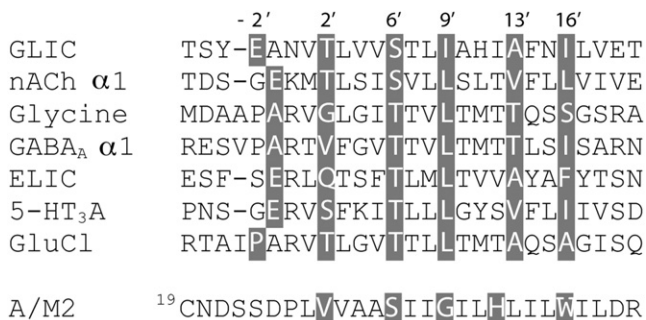 - 2′ 2′ 6′ 9′ 13′ 16′
GLIC TSY-EANVTLVVSTLIAHIAFNILVET
nACh α1 TDS-GEKMTLSISVLLSLTVFLLVIVE
Glycine MDAAPARVGLGITTVLTMTTQSSGSRA
GABAA α1 RESVPARTVFGVTTVLTMTTLSISARN
ELIC ESF-SERLQTSFTLMLTVVAYAFYTSN
5-HT3A PNS-GERVSFKITLLLGYSVFLIIVSD
GluCl RTAIPARVTLGVTTLLTMTAQSAGISQ
A/M2 19CNDSSDPLVVAASIIGILHLILWILDR